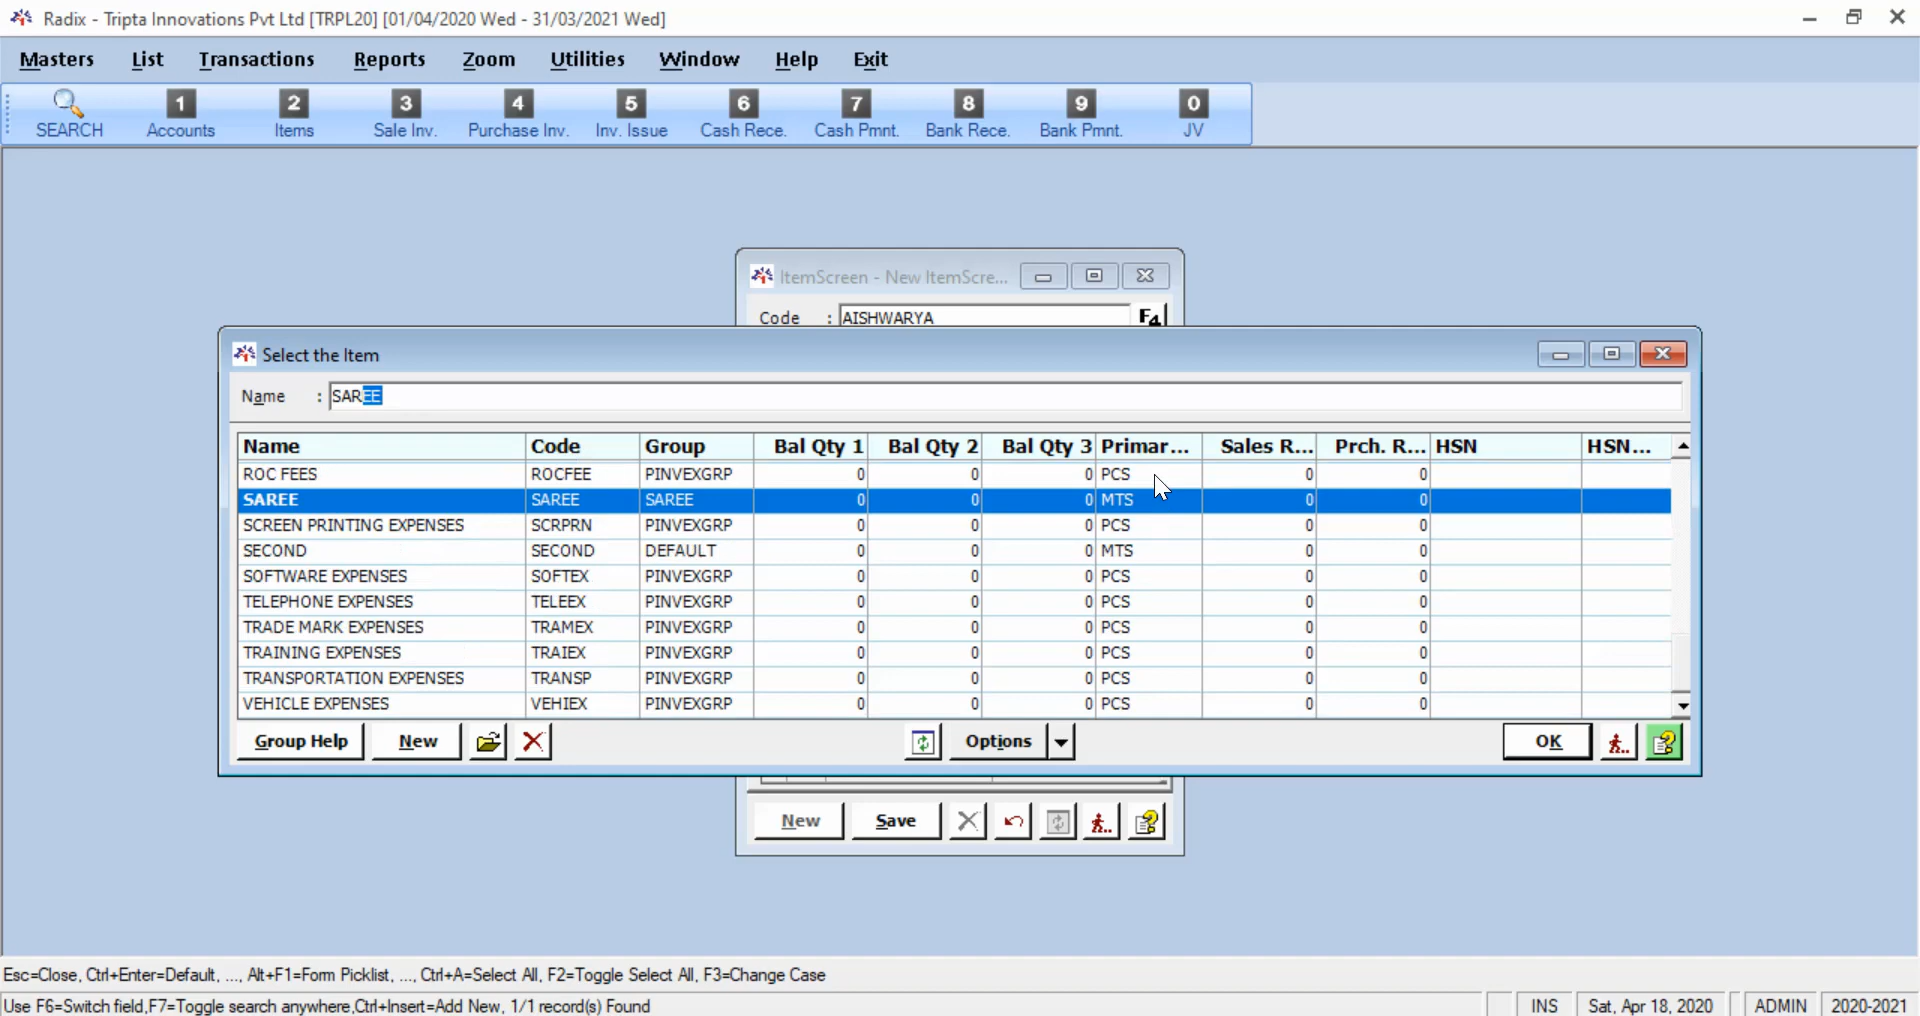 Radix - Tripta Innovations Pvt Ltd [TRPL20] [01/04/2020 Wed - 31/03/2021 Wed]
Masters List Transactions Reports Zoom Utilities Window Help Exit
1 2 3 4 5 6 7 8 9 0
SEARCH Accounts Items Sale Inv. Purchase Inv. Inv. Issue Cash Rece. Cash Pmnt. Bank Rece. Bank Pmnt. JV
ItemScreen - New ItemScre...
Code : AISHWARYA F4
Select the Item
Name : SAREE
Name Code Group Bal Qty 1 Bal Qty 2 Bal Qty 3 Primar... Sales R... Prch. R... HSN HSN...
ROC FEES ROCFEE PINVEXGRP 0 0 0 PCS 0 0
SAREE SAREE SAREE 0 0 0 MTS 0 0
SCREEN PRINTING EXPENSES SCRPRN PINVEXGRP 0 0 0 PCS 0 0
SECOND SECOND DEFAULT 0 0 0 MTS 0 0
SOFTWARE EXPENSES SOFTEX PINVEXGRP 0 0 0 PCS 0 0
TELEPHONE EXPENSES TELEEX PINVEXGRP 0 0 0 PCS 0 0
TRADE MARK EXPENSES TRAMEX PINVEXGRP 0 0 0 PCS 0 0
TRAINING EXPENSES TRAIEX PINVEXGRP 0 0 0 PCS 0 0
TRANSPORTATION EXPENSES TRANSP PINVEXGRP 0 0 0 PCS 0 0
VEHICLE EXPENSES VEHIEX PINVEXGRP 0 0 0 PCS 0 0
Group Help New Options OK
New Save
Esc=Close, Ctrl+Enter=Default, ..., Alt+F1=Form Picklist, ..., Ctrl+A=Select All, F2=Toggle Select All, F3=Change Case
Use F6=Switch field,F7=Toggle search anywhere,Ctrl+Insert=Add New, 1/1 record(s) Found INS Sat, Apr 18, 2020 ADMIN 2020-2021